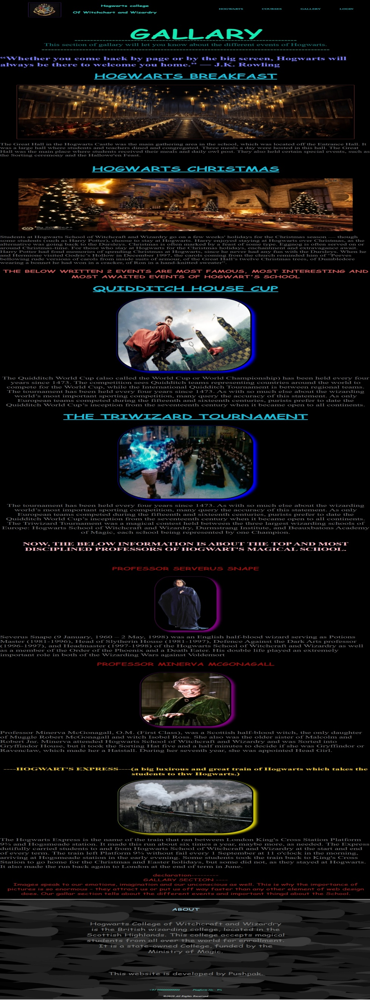 Hogwarts college
Of Witchchart and Wizardry
HOGWARTS COURSES GALLERY LOGIN
GALLARY
This section of gallary will let you know about the different events of Hogwarts.
“Whether you come back by page or by the big screen, Hogwarts will
always be there to welcome you home.” — J.K. Rowling
HOGWARTS BREAKFAST
The Great Hall in the Hogwarts Castle was the main gathering area in the school, which was located off the Entrance Hall. It
was a large hall where students and teachers dined and congregated. Three meals a day were hosted in this hall. The Great
Hall was the main place where students received their meals and daily owl post. They also held certain special events, such as
the Sorting ceremony and the Hallowe'en Feast.
HOGWARTS CHRISTMAS
Students at Hogwarts School of Witchcraft and Wizardry go on a few weeks' holidays for the Christmas season — though
some students (such as Harry Potter), choose to stay at Hogwarts. Harry enjoyed staying at Hogwarts over Christmas, as the
alternative was going back to the Dursleys. Christmas is often marked by a feast of some type. Eggnog is often served on or
around Christmas-time. For those who stay at Hogwarts for the Christmas holidays, enchantment and extravagance await.
Harry Potter had fond memories of spending Christmas at Hogwarts, since he never had any fun with the Dursleys. When he
and Hermione visited Godric’s Hollow in December 1997, the carols coming from the church reminded him of “Peeves
bellowing rude versions of carols from inside suits of armour, of the Great Hall’s twelve Christmas trees, of Dumbledore
wearing a bonnet he had won in a cracker, of Ron in a hand-knitted sweater”.
THE BELOW WRITTEN 2 EVENTS ARE MOST FAMOUS, MOST INTERESTING AND
MOST AWAITED EVENTS OF HOGWART'S SCHOOL
QUIDDITCH HOUSE CUP
The Quidditch World Cup (also called the World Cup or World Championship) has been held every four
years since 1473. The competition sees Quidditch teams representing countries around the world to
compete for the World Cup, while the International Quidditch Tournament is between regional teams.
The tournament has been held every four years since 1473. As with so much else about the wizarding
world’s most important sporting competition, many query the accuracy of this statement. As only
European teams competed during the fifteenth and sixteenth centuries, purists prefer to date the
Quidditch World Cup’s inception from the seventeenth century when it became open to all continents.
THE TRIWIZARD TOURNAMENT
The tournament has been held every four years since 1473. As with so much else about the wizarding
world’s most important sporting competition, many query the accuracy of this statement. As only
European teams competed during the fifteenth and sixteenth centuries, purists prefer to date the
Quidditch World Cup’s inception from the seventeenth century when it became open to all continents.
The Triwizard Tournament was a magical contest held between the three largest wizarding schools of
Europe: Hogwarts School of Witchcraft and Wizardry, Durmstrang Institute, and Beauxbatons Academy
of Magic, each school being represented by one Champion.
NOW, THE BELOW INFORMATION IS ABOUT THE TOP AND MOST
DISCIPLINED PROFESSORS OF HOGWART'S MAGICAL SCHOOL.
PROFESSOR SERVERUS SNAPE
Severus Snape (9 January, 1960 – 2 May, 1998) was an English half-blood wizard serving as Potions
Master (1981-1996), Head of Slytherin House (1981-1997), Defence Against the Dark Arts professor
(1996-1997), and Headmaster (1997-1998) of the Hogwarts School of Witchcraft and Wizardry as well
as a member of the Order of the Phoenix and a Death Eater. His double life played an extremely
important role in both of the Wizarding Wars against Voldemort
PROFESSOR MINERVA MCGONAGALL
Professor Minerva McGonagall, O.M. (First Class), was a Scottish half-blood witch, the only daughter
of Muggle Robert McGonagall and witch Isobel Ross. She also was the older sister of Malcolm and
Robert Jnr. Minerva attended Hogwarts School of Witchcraft and Wizardry and was Sorted into
Gryffindor House, but it took the Sorting Hat five and a half minutes to decide if she was Gryffindor or
Ravenclaw, which made her a Hatstall. During her seventh year, she was appointed Head Girl.
----HOGWART'S EXPRESS----(a big luxirous and great train of Hogwarts which takes the
students to thw Hogwarts.)
The Hogwarts Express is the name of the train that ran between London King's Cross Station Platform
9¾ and Hogsmeade station. It made this run about six times a year, maybe more, as needed. The Express
dutifully carried students to and from Hogwarts School of Witchcraft and Wizardry at the start and end
of every term. The train left Platform 9¾ without fail every 1 September at 11 o'clock in the morning,
arriving at Hogsmeade station in the early evening. Some students took the train back to King's Cross
Station to go home for the Christmas and Easter holidays, but some did not, as they stayed at Hogwarts.
It also made the run back again to London at the end of term in June.
declaration---------
GALLARY SECTION ----
Images speak to our emotions, imagination and our unconscious as well. This is why the importance of
pictures is so enormous – they attract us or put us off way faster than any other element of web design
does. Our gallar section tells about the different events and important thingd about the School.
ABOUT
Hogwarts College of Witchcraft and Wizardry
is the British wizarding college, located in the
Scottish Highlands. This college accepts magical
students from all over the world for enrollment.
It is a state-owned College, funded by the
Ministry of Magic.
This website is developed by Pushpak.
+91 00000000000 Platform No:- 9¾
©2020 All Rights Reserved